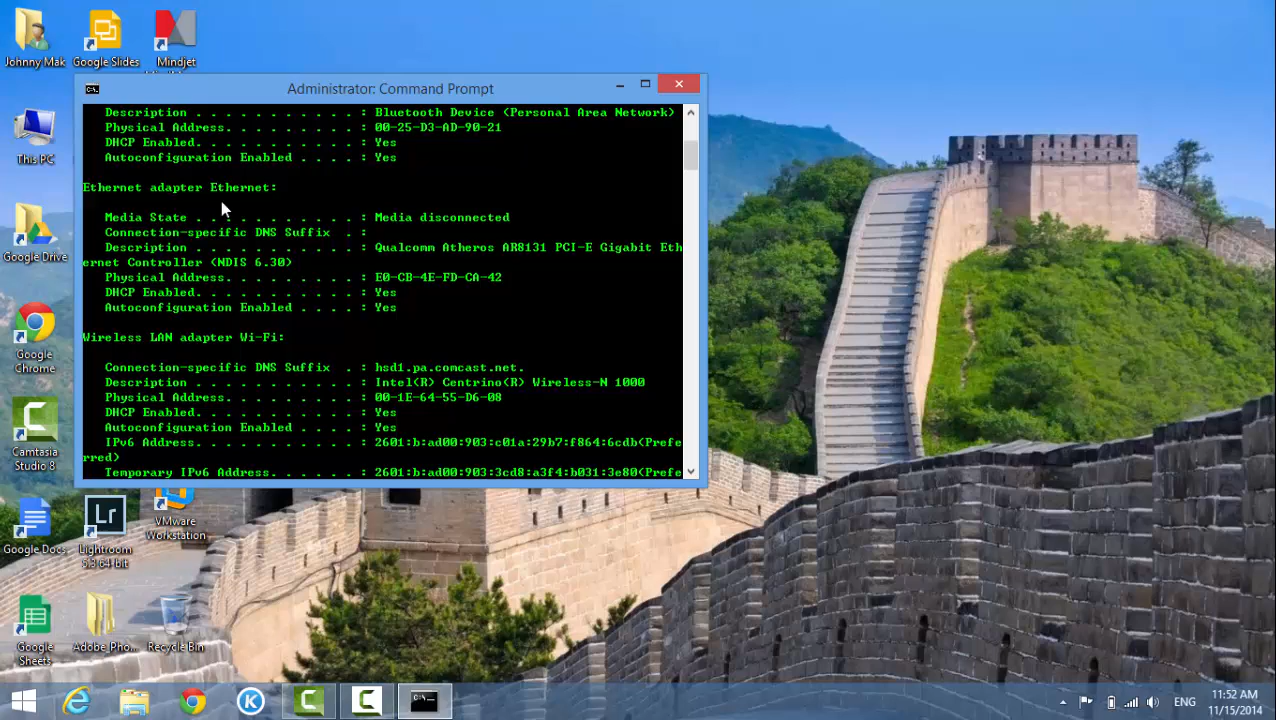 Johnny Mak
Google Slides
Mindjet
This PC
Google Drive
Google
Chrome
Camtasia
Studio 8
Google Docs
Lightroom
5.3 64-bit
VMware
Workstation
Google
Sheets
Adobe Pho...
Recycle Bin
Administrator: Command Prompt
Description . . . . . . . . . . . : Bluetooth Device (Personal Area Network)
Physical Address. . . . . . . . . : 00-25-D3-AD-90-21
DHCP Enabled. . . . . . . . . . . : Yes
Autoconfiguration Enabled . . . . : Yes
Ethernet adapter Ethernet:
Media State . . . . . . . . . . . : Media disconnected
Connection-specific DNS Suffix . :
Description . . . . . . . . . . . : Qualcomm Atheros AR8131 PCI-E Gigabit Eth
ernet Controller (NDIS 6.30)
Physical Address. . . . . . . . . : E0-CB-4E-FD-CA-42
DHCP Enabled. . . . . . . . . . . : Yes
Autoconfiguration Enabled . . . . : Yes
Wireless LAN adapter Wi-Fi:
Connection-specific DNS Suffix . : hsd1.pa.comcast.net.
Description . . . . . . . . . . . : Intel(R) Centrino(R) Wireless-N 1000
Physical Address. . . . . . . . . : 00-1E-64-55-D6-08
DHCP Enabled. . . . . . . . . . . : Yes
Autoconfiguration Enabled . . . . : Yes
IPv6 Address. . . . . . . . . . . : 2601:b:ad00:903:c01a:29b7:f864:6cdb(Prefe
rred)
Temporary IPv6 Address. . . . . . : 2601:b:ad00:903:3cd8:a3f4:b031:3e80(Prefe
ENG
11:52 AM
11/15/2014